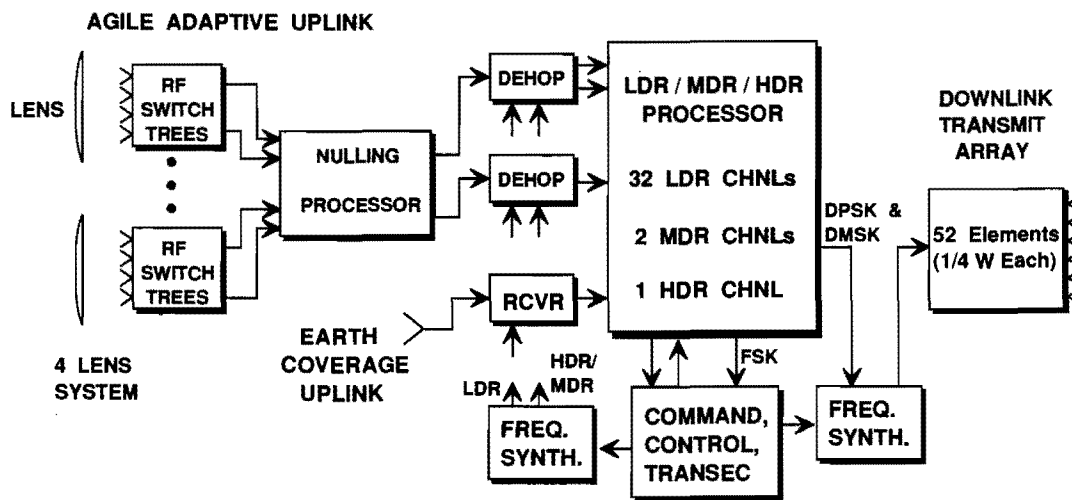 AGILE ADAPTIVE UPLINK
LENS
RF
SWITCH
TREES
NULLING
PROCESSOR
RF
SWITCH
TREES
4 LENS
SYSTEM
DEHOP
DEHOP
RCVR
EARTH
COVERAGE
UPLINK
LDR / MDR / HDR
PROCESSOR
32 LDR CHNLs
2 MDR CHNLs
1 HDR CHNL
DPSK &
DMSK
DOWNLINK
TRANSMIT
ARRAY
52 Elements
(1/4 W Each)
FSK
LDR
HDR/
MDR
FREQ.
SYNTH.
COMMAND,
CONTROL,
TRANSEC
FREQ.
SYNTH.